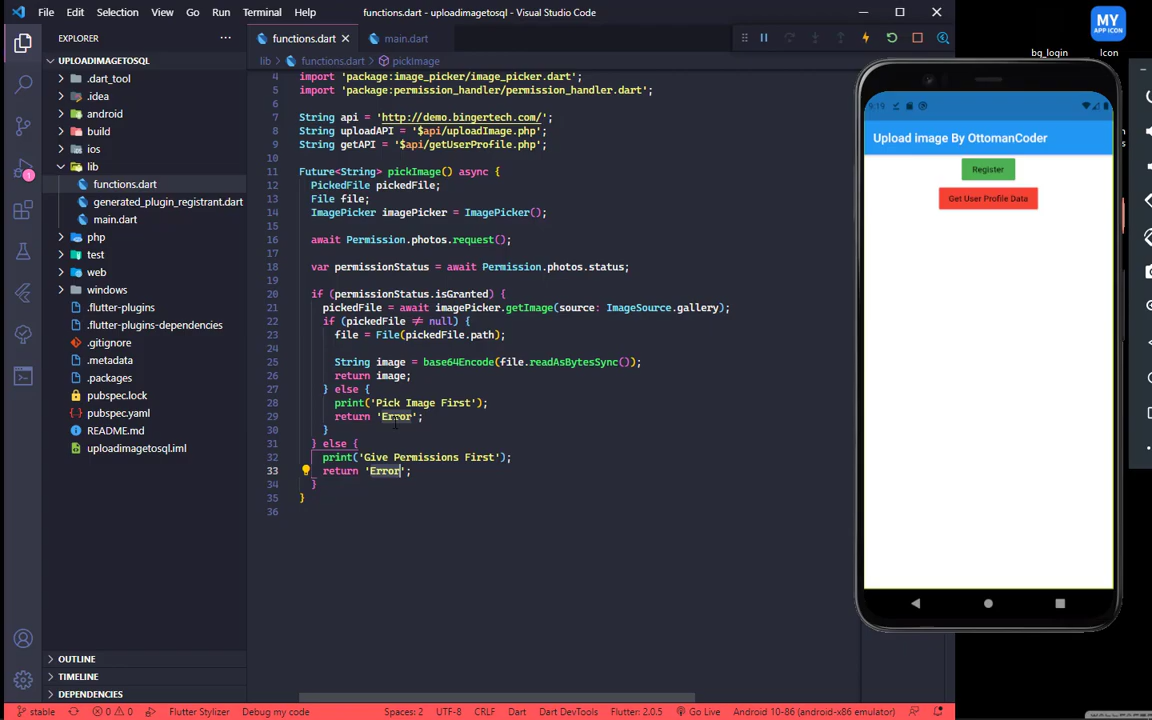 File Edit Selection View Go Run Terminal Help
functions.dart - uploadimagetosql - Visual Studio Code
EXPLORER
UPLOADIMAGETOSQL
.dart_tool
.idea
android
build
ios
lib
functions.dart
generated_plugin_registrant.dart
main.dart
php
test
web
windows
.flutter-plugins
.flutter-plugins-dependencies
.gitignore
.metadata
.packages
pubspec.lock
pubspec.yaml
README.md
uploadimagetosql.iml
OUTLINE
TIMELINE
DEPENDENCIES
1
functions.dart main.dart
lib functions.dart pickImage
4 import 'package:image_picker/image_picker.dart';
5 import 'package:permission_handler/permission_handler.dart';
6
7 String api = 'http://demo.bingertech.com/';
8 String uploadAPI = '$api/uploadImage.php';
9 String getAPI = '$api/getUserProfile.php';
10
11 Future<String> pickImage() async {
12 PickedFile pickedFile;
13 File file;
14 ImagePicker imagePicker = ImagePicker();
15
16 await Permission.photos.request();
17
18 var permissionStatus = await Permission.photos.status;
19
20 if (permissionStatus.isGranted) {
21 pickedFile = await imagePicker.getImage(source: ImageSource.gallery);
22 if (pickedFile ≠ null) {
23 file = File(pickedFile.path);
24
25 String image = base64Encode(file.readAsBytesSync());
26 return image;
27 } else {
28 print('Pick Image First');
29 return 'Error';
30 }
31 } else {
32 print('Give Permissions First');
33 return 'Error';
34 }
35 }
36
MY
APP ICON
bg_login Icon
9:19
Upload image By OttomanCoder
Register
Get User Profile Data
stable 0 0 Flutter Stylizer Debug my code Spaces: 2 UTF-8 CRLF Dart Dart DevTools Flutter: 2.0.5 Go Live Android 10-86 (android-x86 emulator)